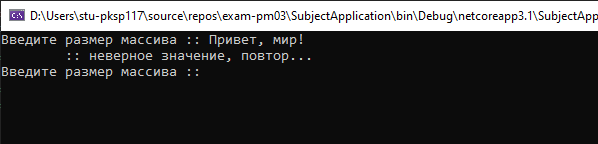 D:\Users\stu-pksp117\source\repos\exam-pm03\SubjectApplication\bin\Debug\netcoreapp3.1\SubjectApp
Введите размер массива :: Привет, мир!
:: неверное значение, повтор...
Введите размер массива ::